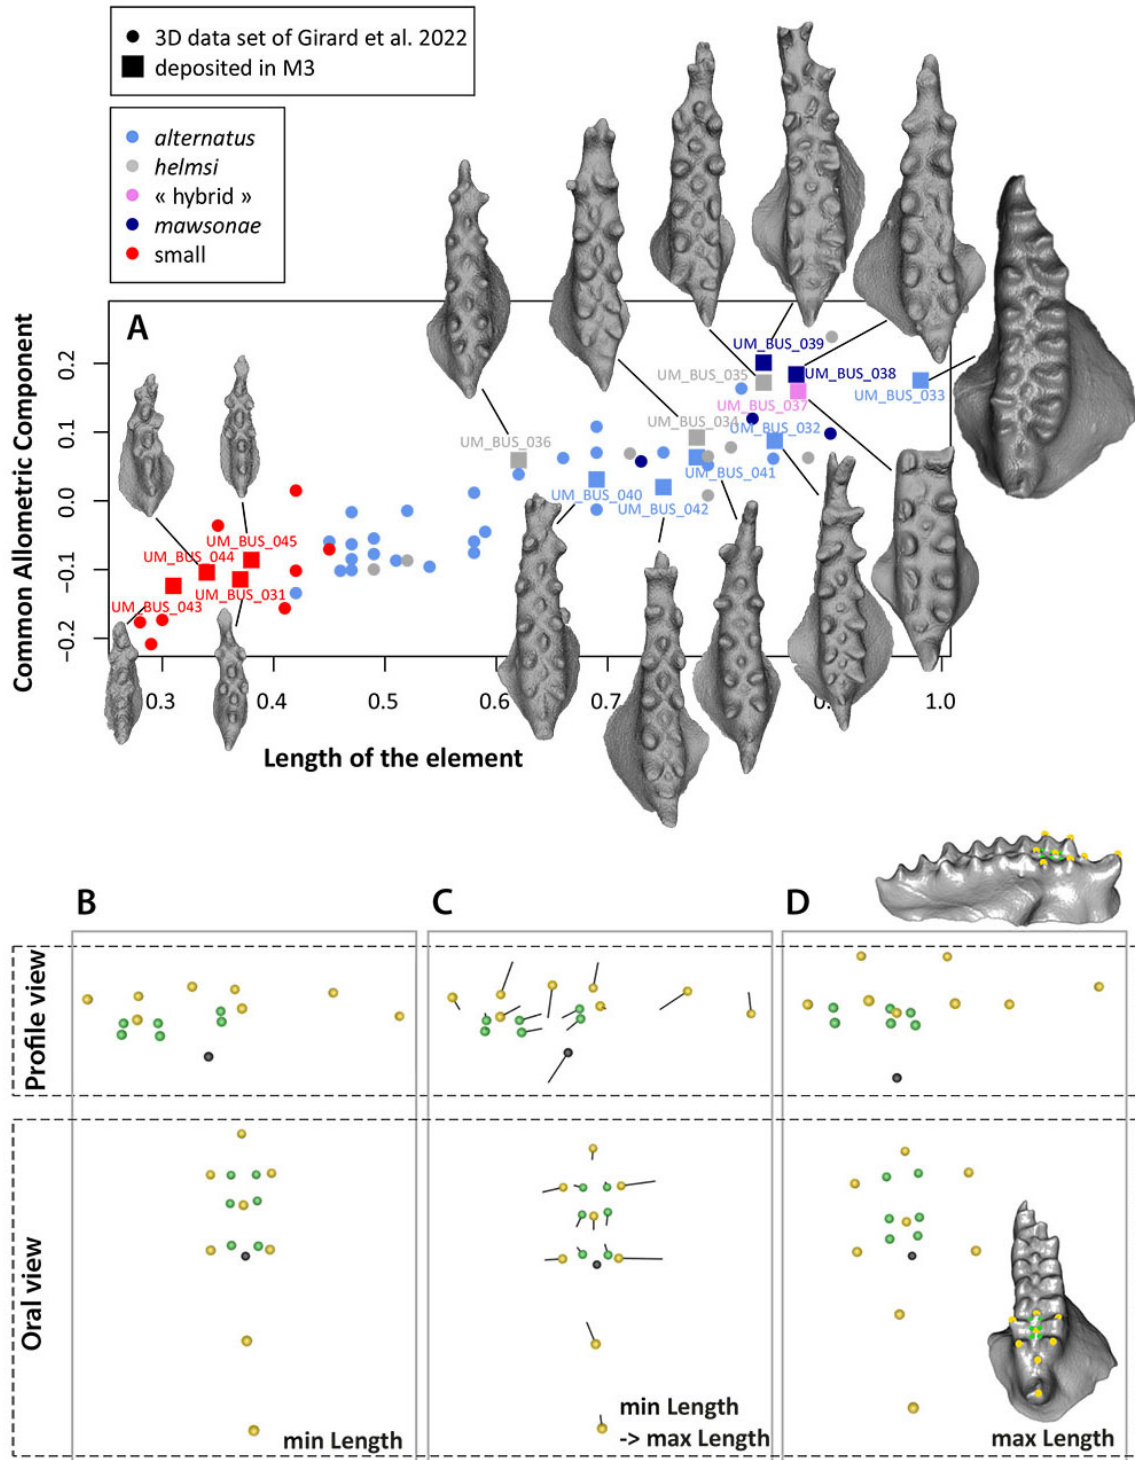 3D data set of Girard et al. 2022
deposited in M3
alternatus
helmsi
« hybrid »
mawsonae
small
A
Common Allometric Component
0.2
0.1
0.0
−0.1
−0.2
UM_BUS_039
UM_BUS_035
UM_BUS_038
UM_BUS_033
UM_BUS_037
UM_BUS_034
UM_BUS_032
UM_BUS_036
UM_BUS_041
UM_BUS_040
UM_BUS_042
UM_BUS_045
UM_BUS_044
UM_BUS_031
UM_BUS_043
0.3
0.4
0.5
0.6
0.7
1.0
Length of the element
B
C
D
Profile view
Oral view
min Length
min Length
-> max Length
max Length